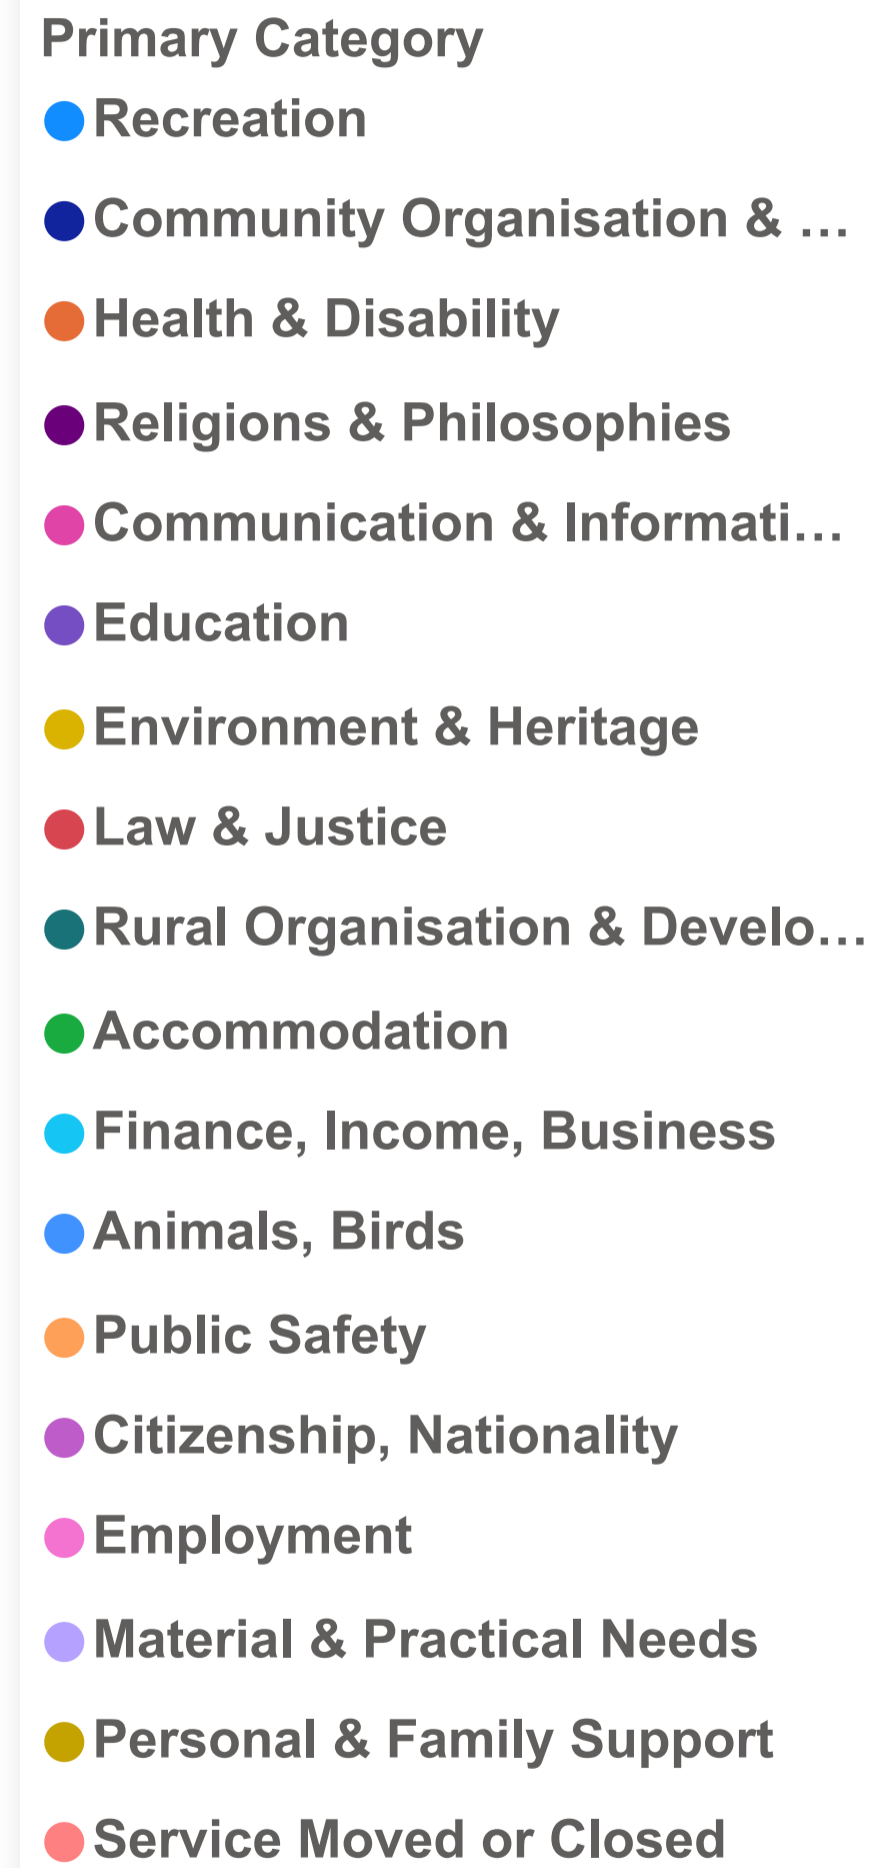 Primary Category
Recreation
Community Organisation & ...
Health & Disability
Religions & Philosophies
Communication & Informati...
Education
Environment & Heritage
Law & Justice
Rural Organisation & Develo...
Accommodation
Finance, Income, Business
Animals, Birds
Public Safety
Citizenship, Nationality
Employment
Material & Practical Needs
Personal & Family Support
Service Moved or Closed